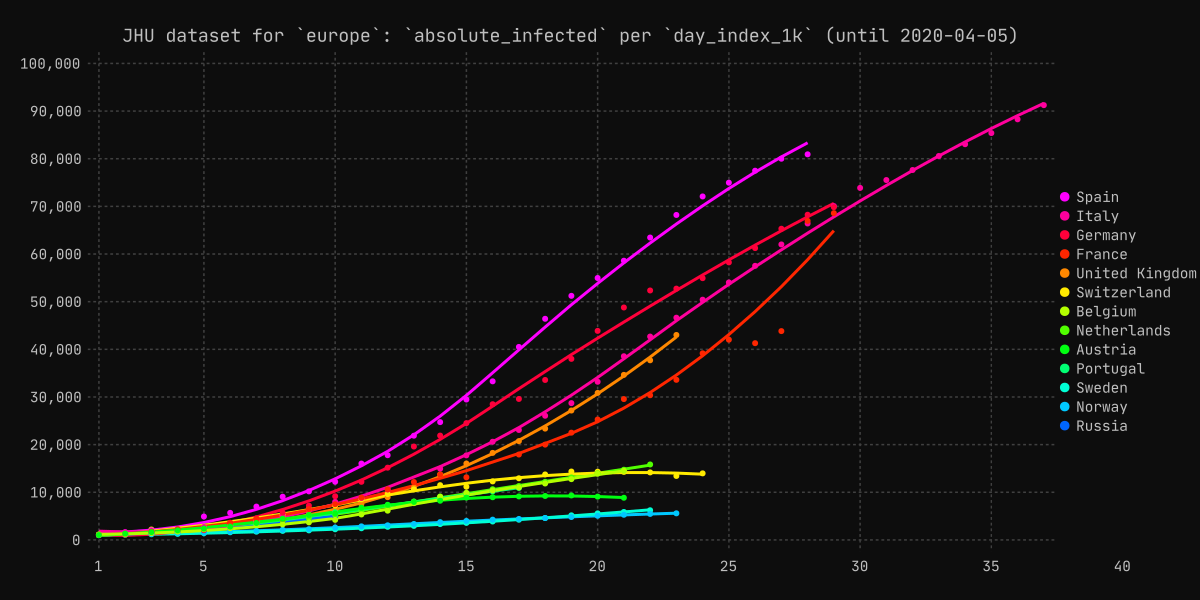 JHU dataset for `europe`: `absolute_infected` per `day_index_1k` (until 2020-04-05)
100,000
90,000
80,000
70,000
60,000
50,000
40,000
30,000
20,000
10,000
0
1 5 10 15 20 25 30 35 40
Spain
Italy
Germany
France
United Kingdom
Switzerland
Belgium
Netherlands
Austria
Portugal
Sweden
Norway
Russia